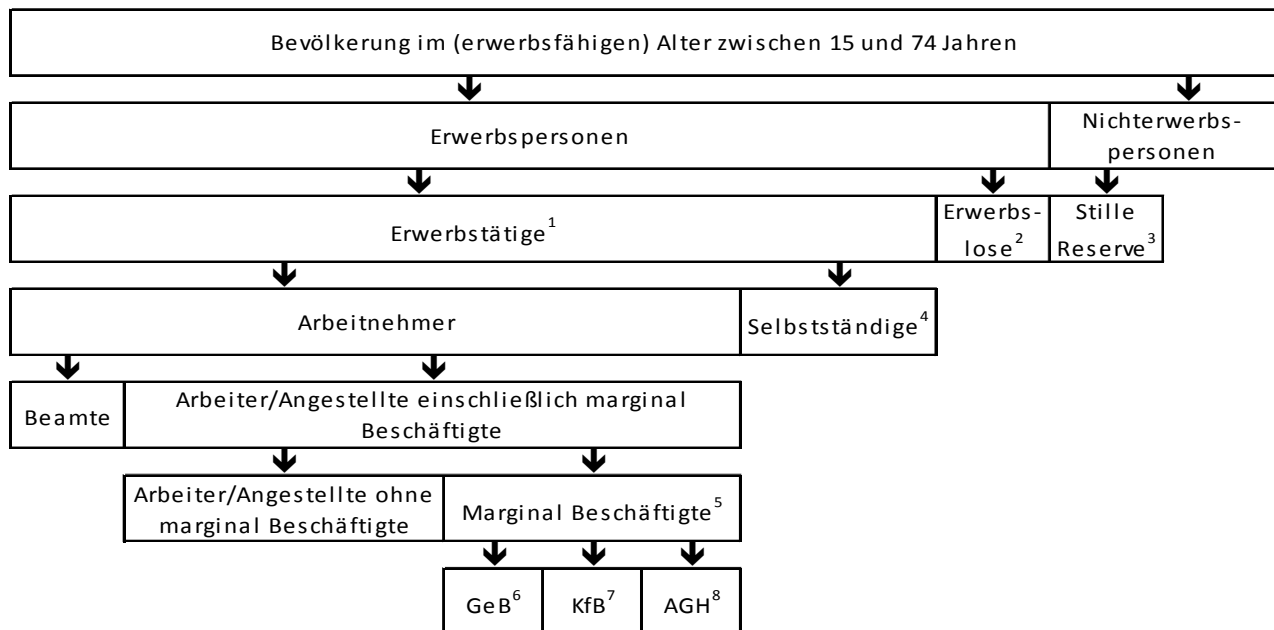 Bevölkerung im (erwerbsfähigen) Alter zwischen 15 und 74 Jahren
Erwerbspersonen
Nichterwerbs-
personen
Erwerbstätige¹
Erwerbs-
lose²
Stille
Reserve³
Arbeitnehmer
Selbstständige⁴
Beamte
Arbeiter/Angestellte einschließlich marginal
Beschäftigte
Arbeiter/Angestellte ohne
marginal Beschäftigte
Marginal Beschäftigte⁵
GeB⁶
KfB⁷
AGH⁸